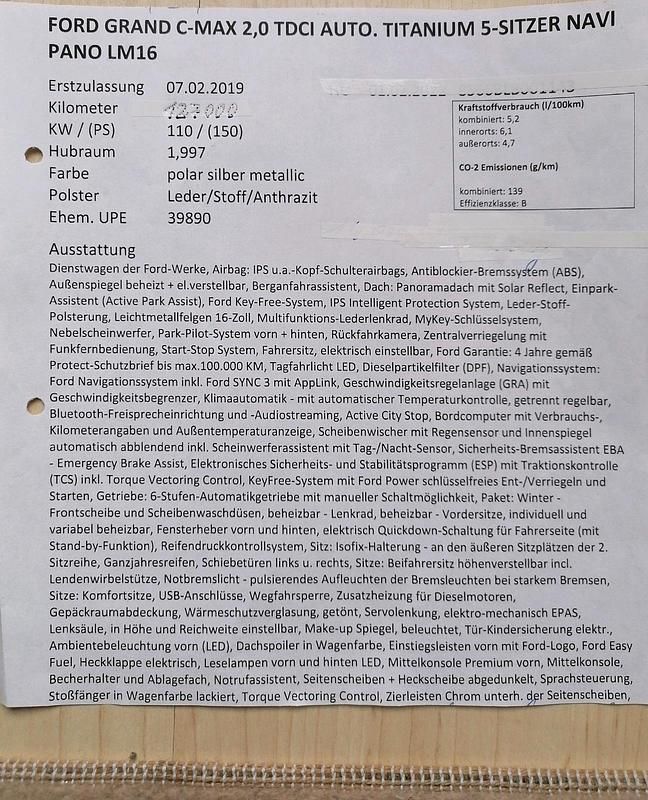 FORD GRAND C-MAX 2,0 TDCI AUTO. TITANIUM 5-SITZER NAVI
PANO LM16
Erstzulassung 07.02.2019
Kilometer 127000
KW / (PS) 110 / (150)
Hubraum 1,997
Farbe polar silber metallic
Polster Leder/Stoff/Anthrazit
Ehem. UPE 39890
Kraftstoffverbrauch (l/100km)
kombiniert: 5,2
innerorts: 6,1
außerorts: 4,7
CO-2 Emissionen (g/km)
kombiniert: 139
Effizienzklasse: B
Ausstattung
Dienstwagen der Ford-Werke, Airbag: IPS u.a.-Kopf-Schulterairbags, Antiblockier-Bremssystem (ABS),
Außenspiegel beheizt + el.verstellbar, Berganfahrassistent, Dach: Panoramadach mit Solar Reflect, Einpark-
Assistent (Active Park Assist), Ford Key-Free-System, IPS Intelligent Protection System, Leder-Stoff-
Polsterung, Leichtmetallfelgen 16-Zoll, Multifunktions-Lederlenkrad, MyKey-Schlüsselsystem,
Nebelscheinwerfer, Park-Pilot-System vorn + hinten, Rückfahrkamera, Zentralverriegelung mit
Funkfernbedienung, Start-Stop System, Fahrersitz, elektrisch einstellbar, Ford Garantie: 4 Jahre gemäß
Protect-Schutzbrief bis max.100.000 KM, Tagfahrlicht LED, Dieselpartikelfilter (DPF), Navigationssystem:
Ford Navigationssystem inkl. Ford SYNC 3 mit AppLink, Geschwindigkeitsregelanlage (GRA) mit
Geschwindigkeitsbegrenzer, Klimaautomatik - mit automatischer Temperaturkontrolle, getrennt regelbar,
Bluetooth-Freisprecheinrichtung und -Audiostreaming, Active City Stop, Bordcomputer mit Verbrauchs-,
Kilometerangaben und Außentemperaturanzeige, Scheibenwischer mit Regensensor und Innenspiegel
automatisch abblendend inkl. Scheinwerferassistent mit Tag-/Nacht-Sensor, Sicherheits-Bremsassistent EBA
- Emergency Brake Assist, Elektronisches Sicherheits- und Stabilitätsprogramm (ESP) mit Traktionskontrolle
(TCS) inkl. Torque Vectoring Control, KeyFree-System mit Ford Power schlüsselfreies Ent-/Verriegeln und
Starten, Getriebe: 6-Stufen-Automatikgetriebe mit manueller Schaltmöglichkeit, Paket: Winter -
Frontscheibe und Scheibenwaschdüsen, beheizbar - Lenkrad, beheizbar - Vordersitze, individuell und
variabel beheizbar, Fensterheber vorn und hinten, elektrisch Quickdown-Schaltung für Fahrerseite (mit
Stand-by-Funktion), Reifendruckkontrollsystem, Sitz: Isofix-Halterung - an den äußeren Sitzplätzen der 2.
Sitzreihe, Ganzjahresreifen, Schiebetüren links u. rechts, Sitze: Beifahrersitz höhenverstellbar incl.
Lendenwirbelstütze, Notbremslicht - pulsierendes Aufleuchten der Bremsleuchten bei starkem Bremsen,
Sitze: Komfortsitze, USB-Anschlüsse, Wegfahrsperre, Zusatzheizung für Dieselmotoren,
Gepäckraumabdeckung, Wärmeschutzverglasung, getönt, Servolenkung, elektro-mechanisch EPAS,
Lenksäule, in Höhe und Reichweite einstellbar, Make-up Spiegel, beleuchtet, Tür-Kindersicherung elektr.,
Ambientebeleuchtung vorn (LED), Dachspoiler in Wagenfarbe, Einstiegsleisten vorn mit Ford-Logo, Ford Easy
Fuel, Heckklappe elektrisch, Leselampen vorn und hinten LED, Mittelkonsole Premium vorn, Mittelkonsole,
Becherhalter und Ablagefach, Notrufassistent, Seitenscheiben + Heckscheibe abgedunkelt, Sprachsteuerung,
Stoßfänger in Wagenfarbe lackiert, Torque Vectoring Control, Zierleisten Chrom unterh. der Seitenscheiben,